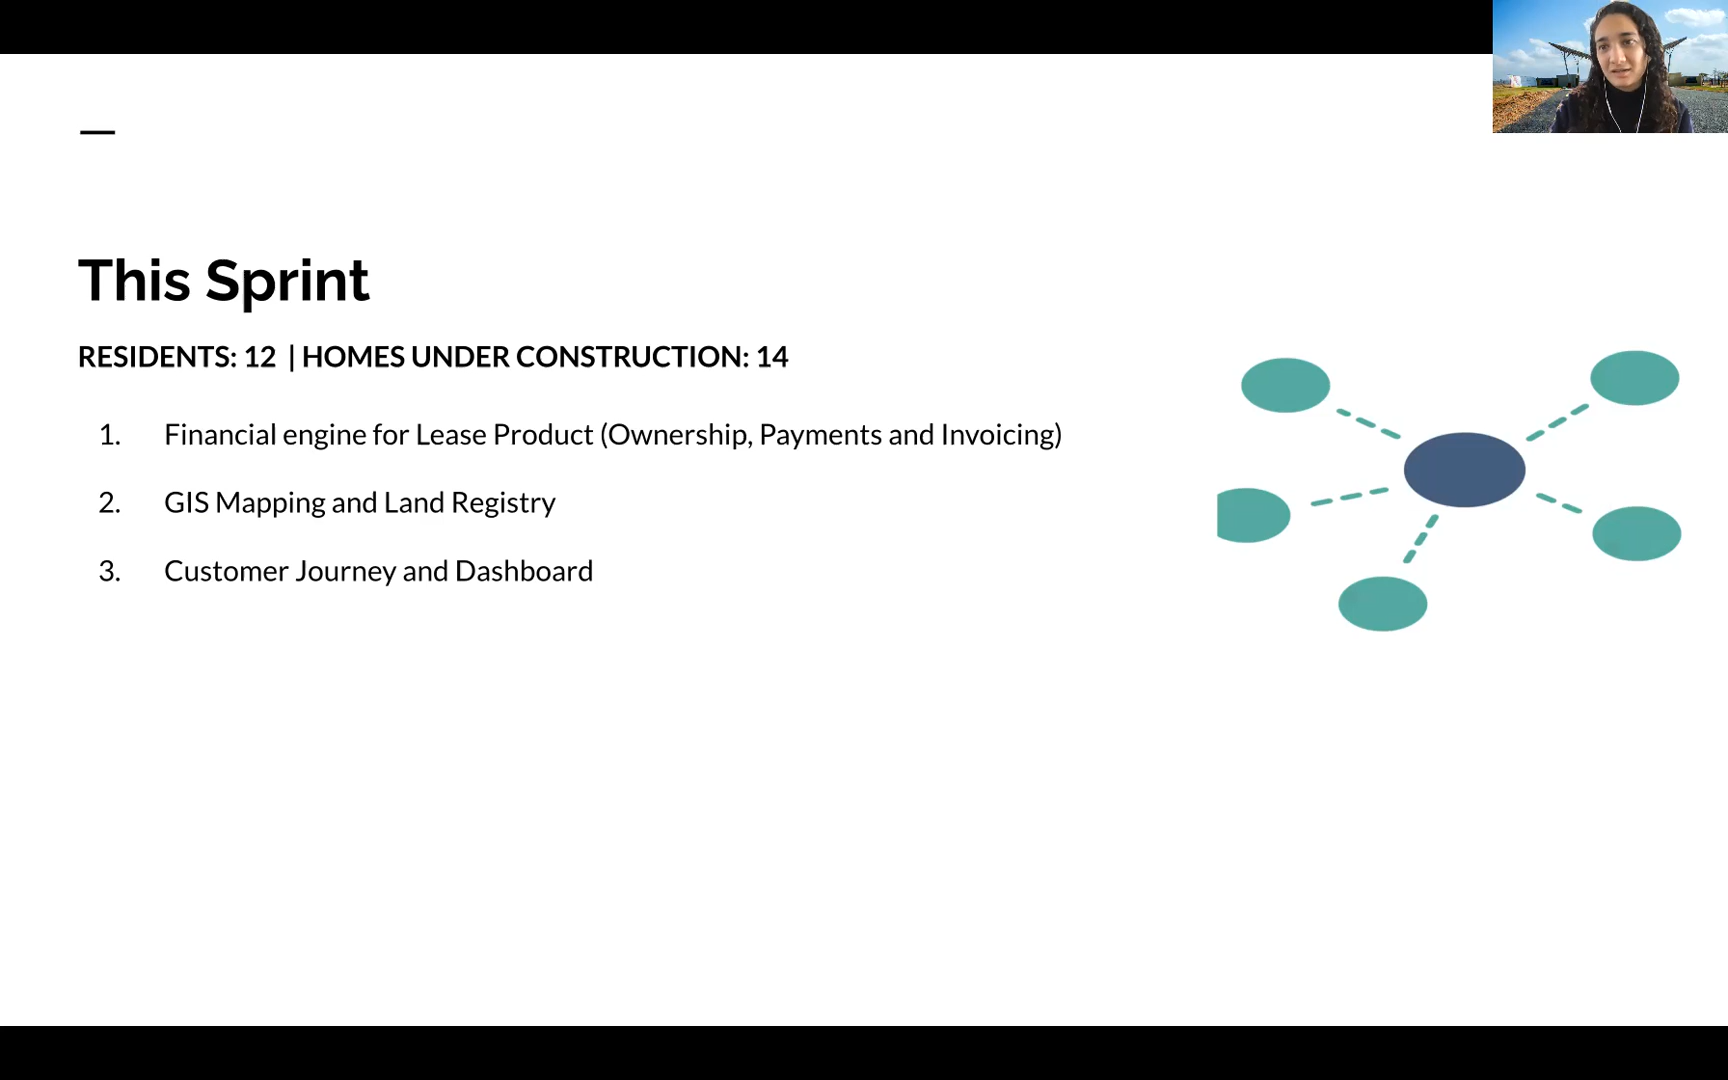 This Sprint
RESIDENTS: 12 | HOMES UNDER CONSTRUCTION: 14
1. Financial engine for Lease Product (Ownership, Payments and Invoicing)
2. GIS Mapping and Land Registry
3. Customer Journey and Dashboard